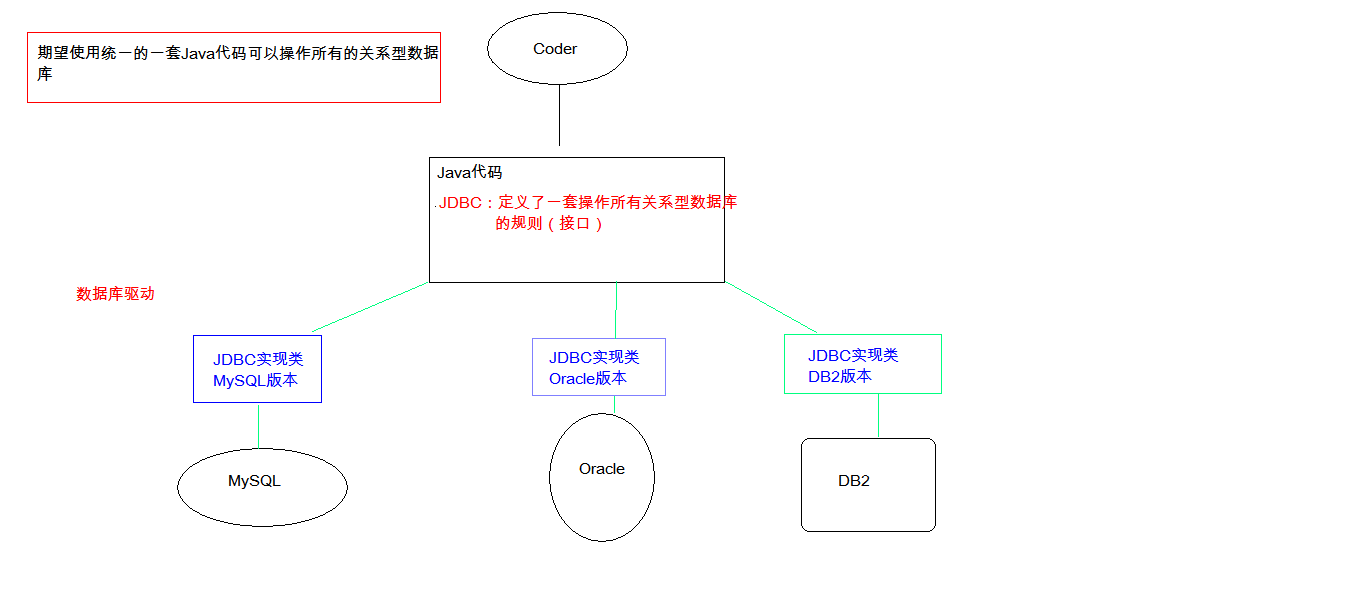 期望使用统一的一套Java代码可以操作所有的关系型数据
库
Coder
Java代码
.JDBC：定义了一套操作所有关系型数据库
的规则（接口）
数据库驱动
JDBC实现类
MySQL版本
JDBC实现类
Oracle版本
JDBC实现类
DB2版本
MySQL
Oracle
DB2